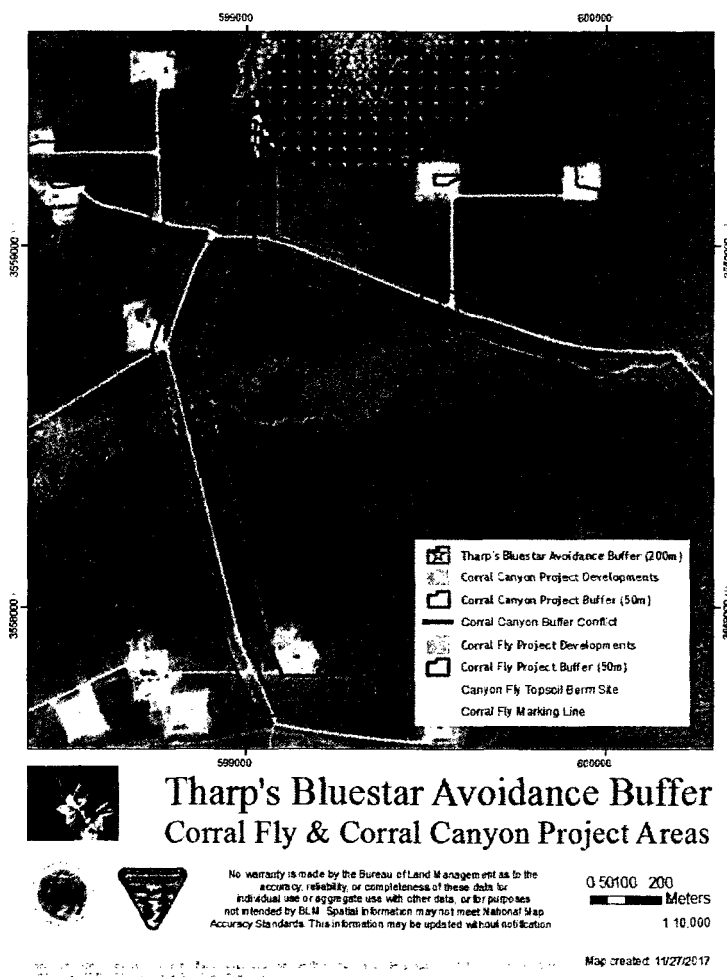 599000 600000
3559000 3559000
3558000 3558000
Tharp's Bluestar Avoidance Buffer (200m)
Corral Canyon Project Developments
Corral Canyon Project Buffer (50m)
Corral Canyon Buffer Conflict
Corral Fly Project Developments
Corral Fly Project Buffer (50m)
Canyon Fly Topsoil Berm Site
Corral Fly Marking Line
599000 600000
Tharp's Bluestar Avoidance Buffer
Corral Fly & Corral Canyon Project Areas
No warranty is made by the Bureau of Land Management as to the
accuracy, reliability, or completeness of these data for
individual use or aggregate use with other data, or for purposes
not intended by BLM. Spatial information may not meet National Map
Accuracy Standards. This information may be updated without notification
0 50 100 200
Meters
1:10,000
Map created: 11/27/2017